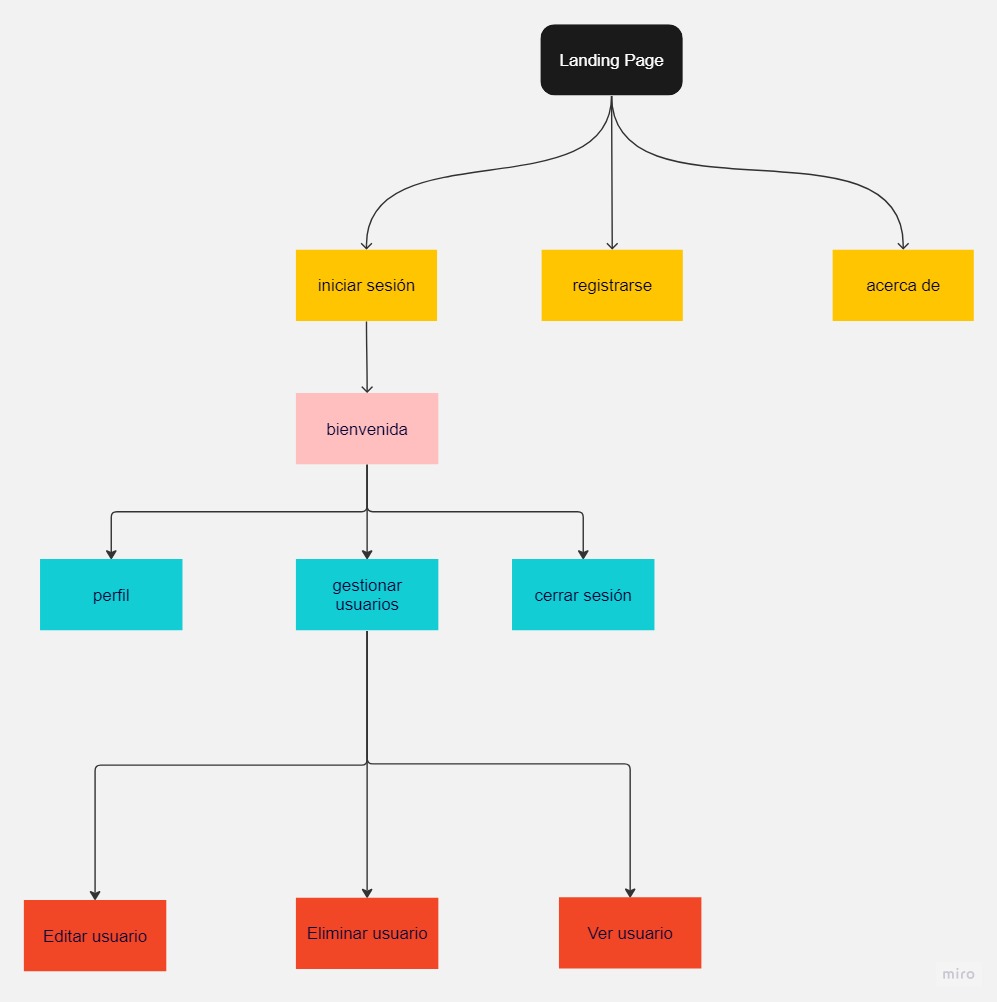 Landing Page
iniciar sesión
registrarse
acerca de
bienvenida
perfil
gestionar
usuarios
cerrar sesión
Editar usuario
Eliminar usuario
Ver usuario
miro